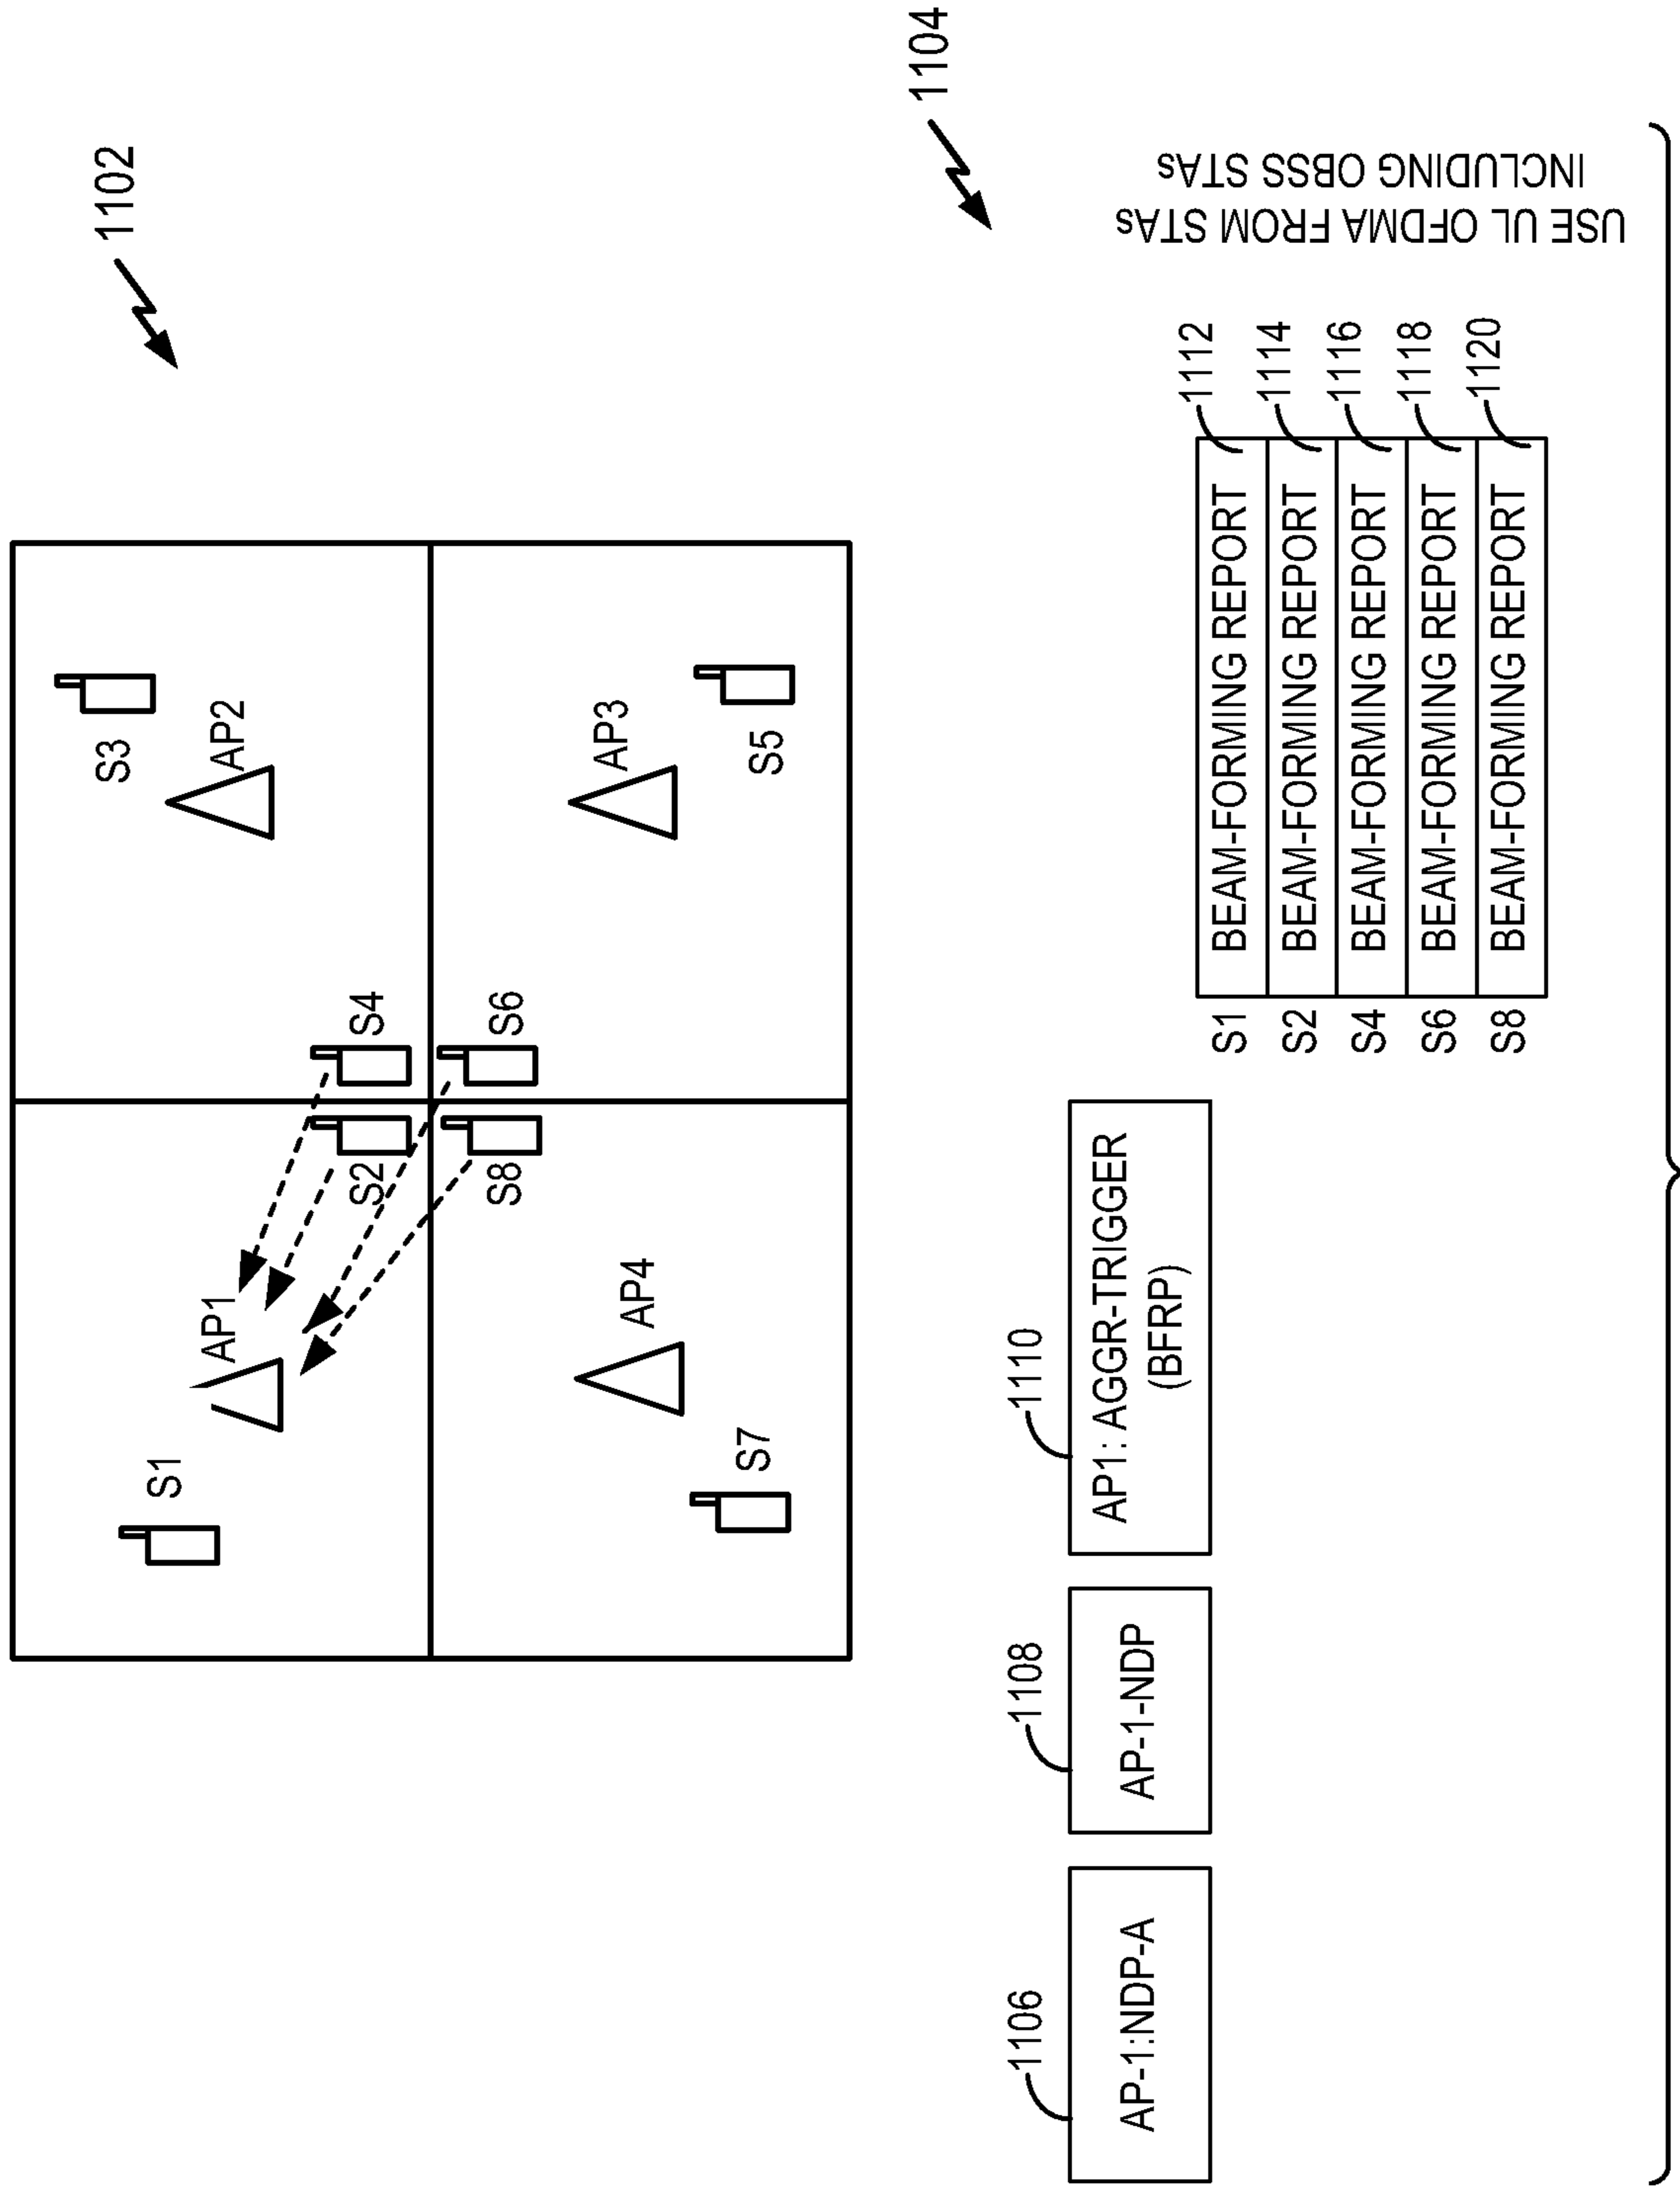 1102
S1
AP1
S2
S4
AP2
S3
S8
S6
AP4
S7
AP3
S5
1104
1106
AP-1:NDP-A
1108
AP-1-NDP
1110
AP1: AGGR-TRIGGER
(BFRP)
S1 BEAM-FORMING REPORT 1112
S2 BEAM-FORMING REPORT 1114
S4 BEAM-FORMING REPORT 1116
S6 BEAM-FORMING REPORT 1118
S8 BEAM-FORMING REPORT 1120
USE UL OFDMA FROM STAs
INCLUDING OBSS STAs